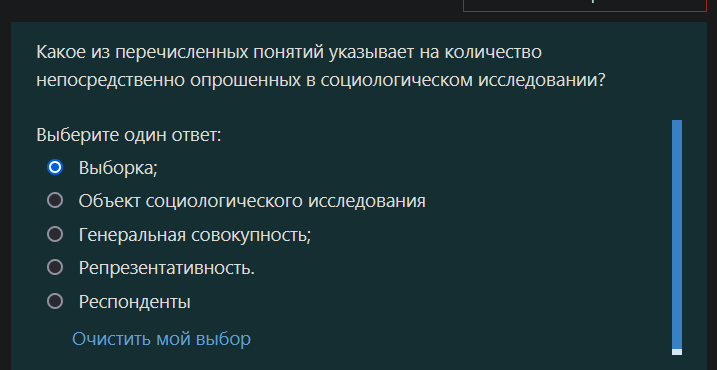 Какое из перечисленных понятий указывает на количество
непосредственно опрошенных в социологическом исследовании?
Выберите один ответ:
Выборка;
Объект социологического исследования
Генеральная совокупность;
Репрезентативность.
Респонденты
Очистить мой выбор